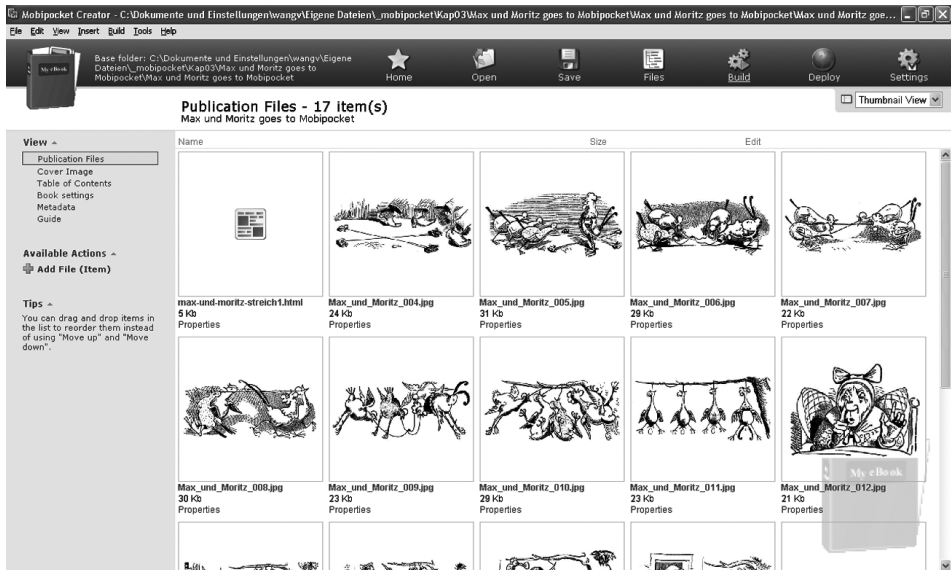 Mobipocket Creator - C:\Dokumente und Einstellungen\wangv\Eigene Dateien\_mobipocket\Kap03\Max und Moritz goes to Mobipocket\Max und Moritz goes to Mobipocket\Max und Moritz goe...
File Edit View Insert Build Tools Help
My eBook
Base folder: C:\Dokumente und Einstellungen\wangv\Eigene
Dateien\_mobipocket\Kap03\Max und Moritz goes to
Mobipocket\Max und Moritz goes to Mobipocket
Home Open Save Files Build Deploy Settings
Publication Files - 17 item(s)
Max und Moritz goes to Mobipocket
Thumbnail View
View
Publication Files
Cover Image
Table of Contents
Book settings
Metadata
Guide
Available Actions
Add File (Item)
Tips
You can drag and drop items in
the list to reorder them instead
of using "Move up" and "Move
down".
Name Size Edit
max-und-moritz-streich1.html Max_und_Moritz_004.jpg Max_und_Moritz_005.jpg Max_und_Moritz_006.jpg Max_und_Moritz_007.jpg
5 Kb 24 Kb 31 Kb 29 Kb 22 Kb
Properties Properties Properties Properties Properties
My eBook
Max_und_Moritz_008.jpg Max_und_Moritz_009.jpg Max_und_Moritz_010.jpg Max_und_Moritz_011.jpg Max_und_Moritz_012.jpg
30 Kb 23 Kb 29 Kb 23 Kb 21 Kb
Properties Properties Properties Properties Properties